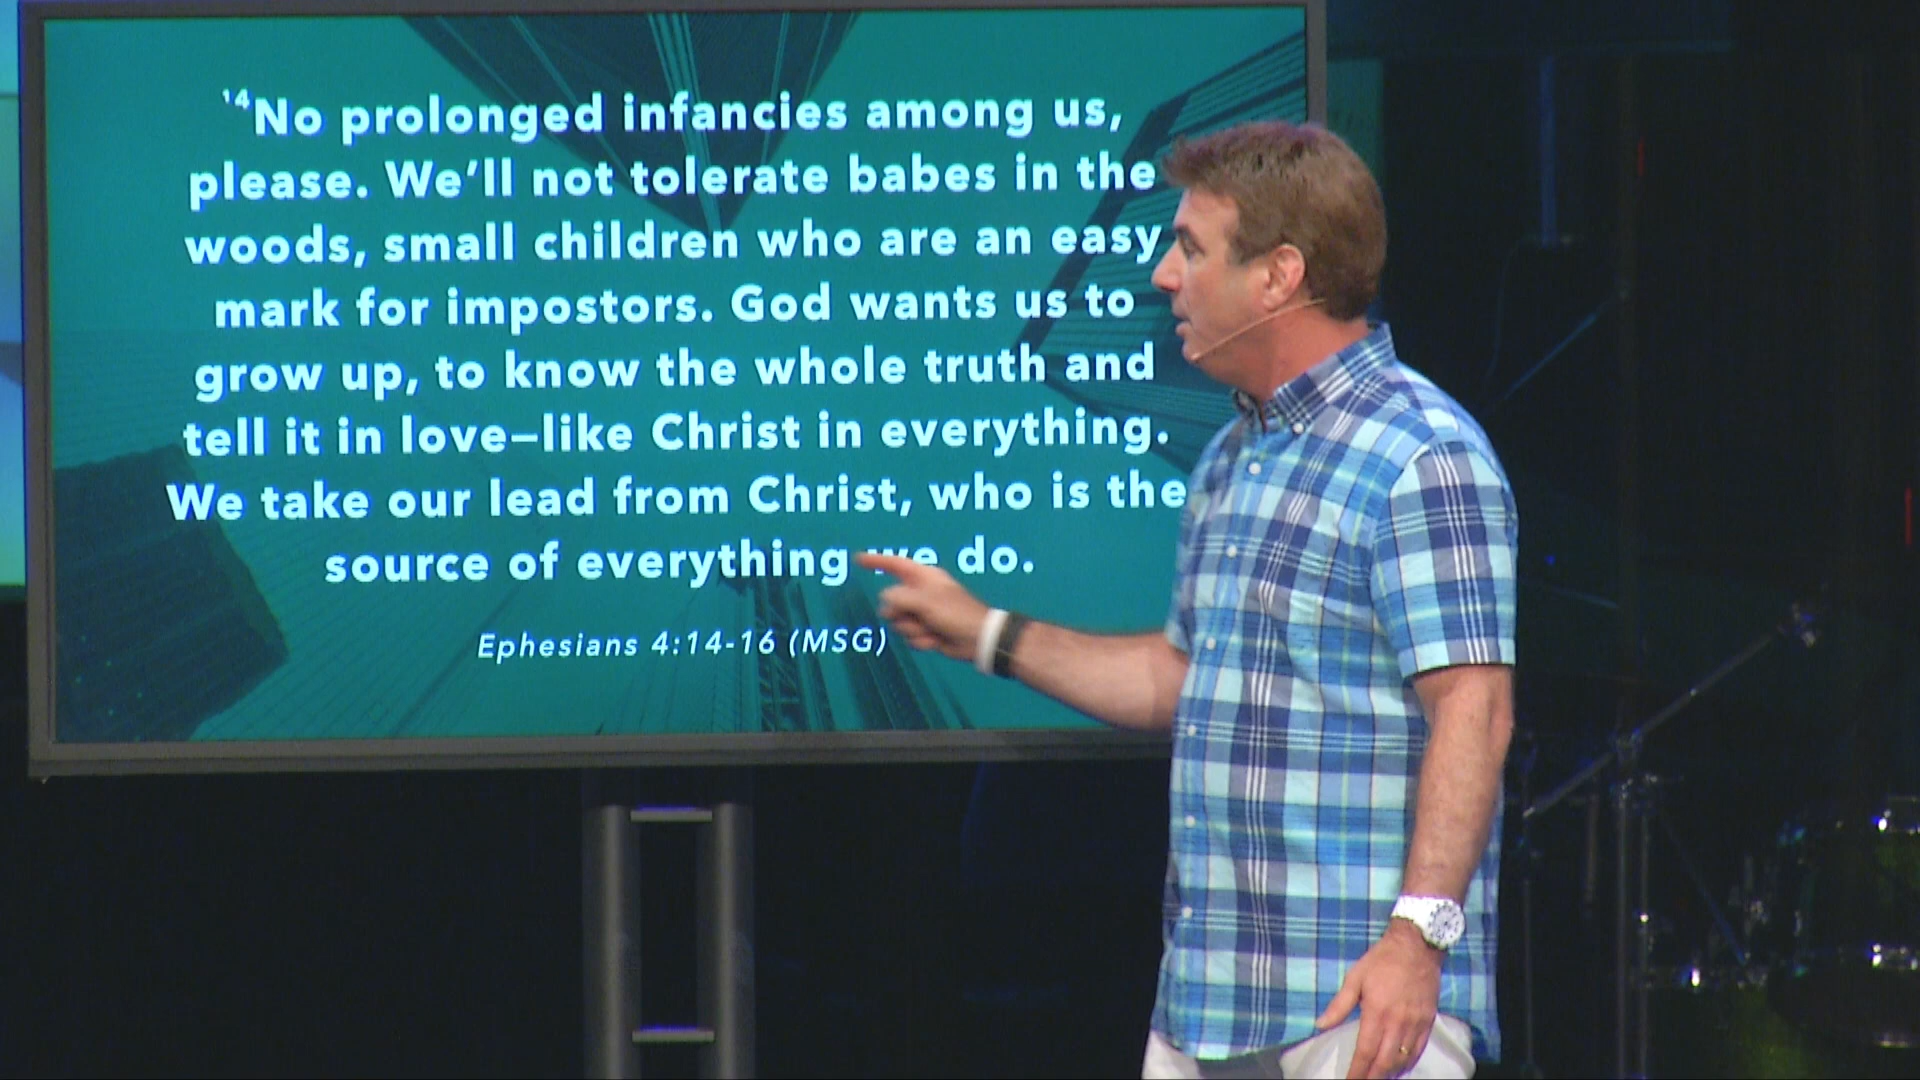 ¹⁴No prolonged infancies among us,
please. We’ll not tolerate babes in the
woods, small children who are an easy
mark for impostors. God wants us to
grow up, to know the whole truth and
tell it in love—like Christ in everything.
We take our lead from Christ, who is the
source of everything we do.
Ephesians 4:14-16 (MSG)